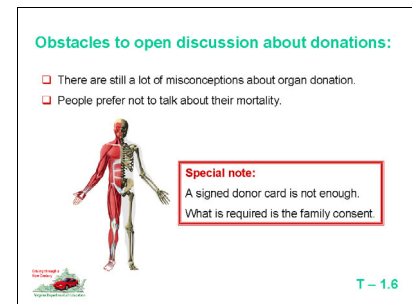 Obstacles to open discussion about donations:
There are still a lot of misconceptions about organ donation.
People prefer not to talk about their mortality.
Special note:
A signed donor card is not enough.
What is required is the family consent.
Virginia Department of Education
T – 1.6